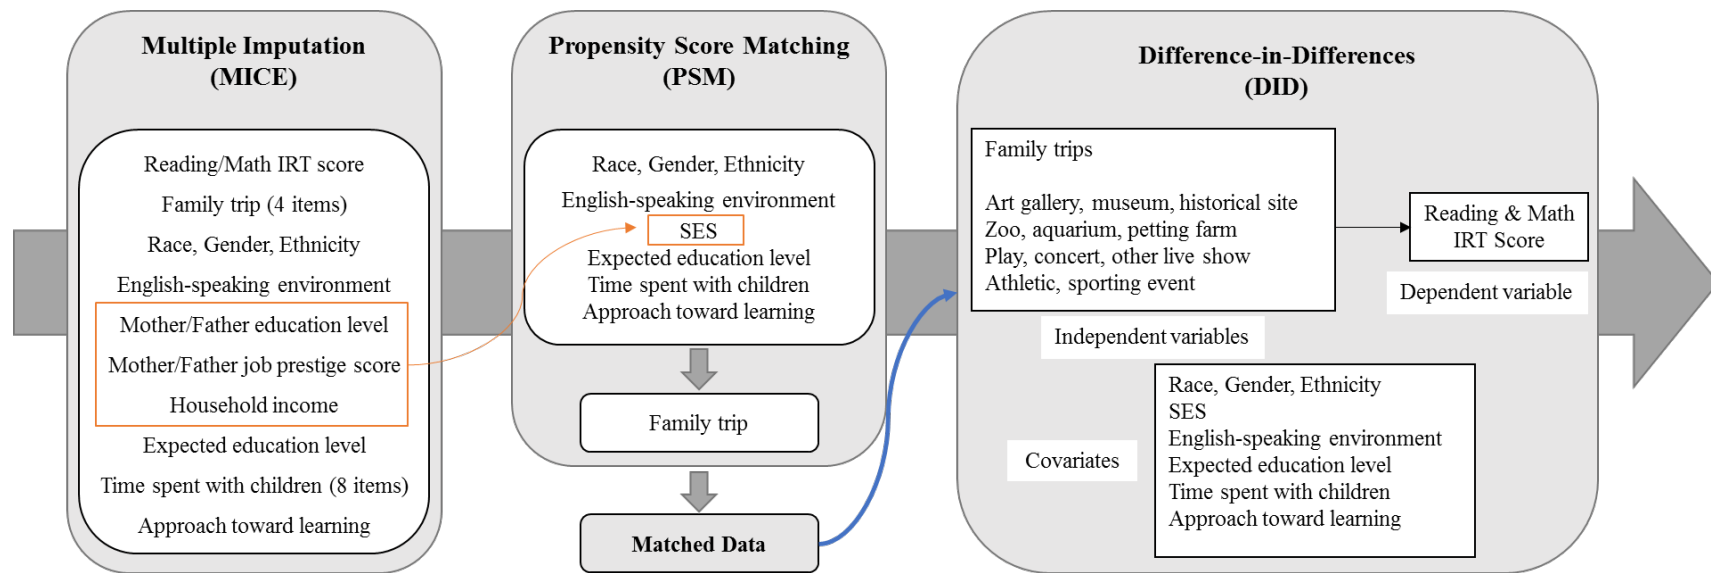 Multiple Imputation
(MICE)
Reading/Math IRT score
Family trip (4 items)
Race, Gender, Ethnicity
English-speaking environment
Mother/Father education level
Mother/Father job prestige score
Household income
Expected education level
Time spent with children (8 items)
Approach toward learning
Propensity Score Matching
(PSM)
Race, Gender, Ethnicity
English-speaking environment
SES
Expected education level
Time spent with children
Approach toward learning
Family trip
Matched Data
Difference-in-Differences
(DID)
Family trips
Art gallery, museum, historical site
Zoo, aquarium, petting farm
Play, concert, other live show
Athletic, sporting event
Independent variables
Reading & Math
IRT Score
Dependent variable
Covariates
Race, Gender, Ethnicity
SES
English-speaking environment
Expected education level
Time spent with children
Approach toward learning